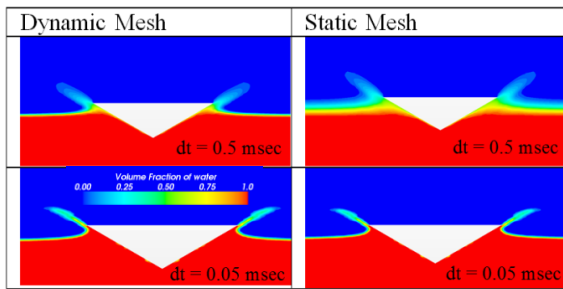 Dynamic Mesh
Static Mesh
dt = 0.5 msec
dt = 0.5 msec
Volume Fraction of water
0.00 0.25 0.50 0.75 1.0
dt = 0.05 msec
dt = 0.05 msec